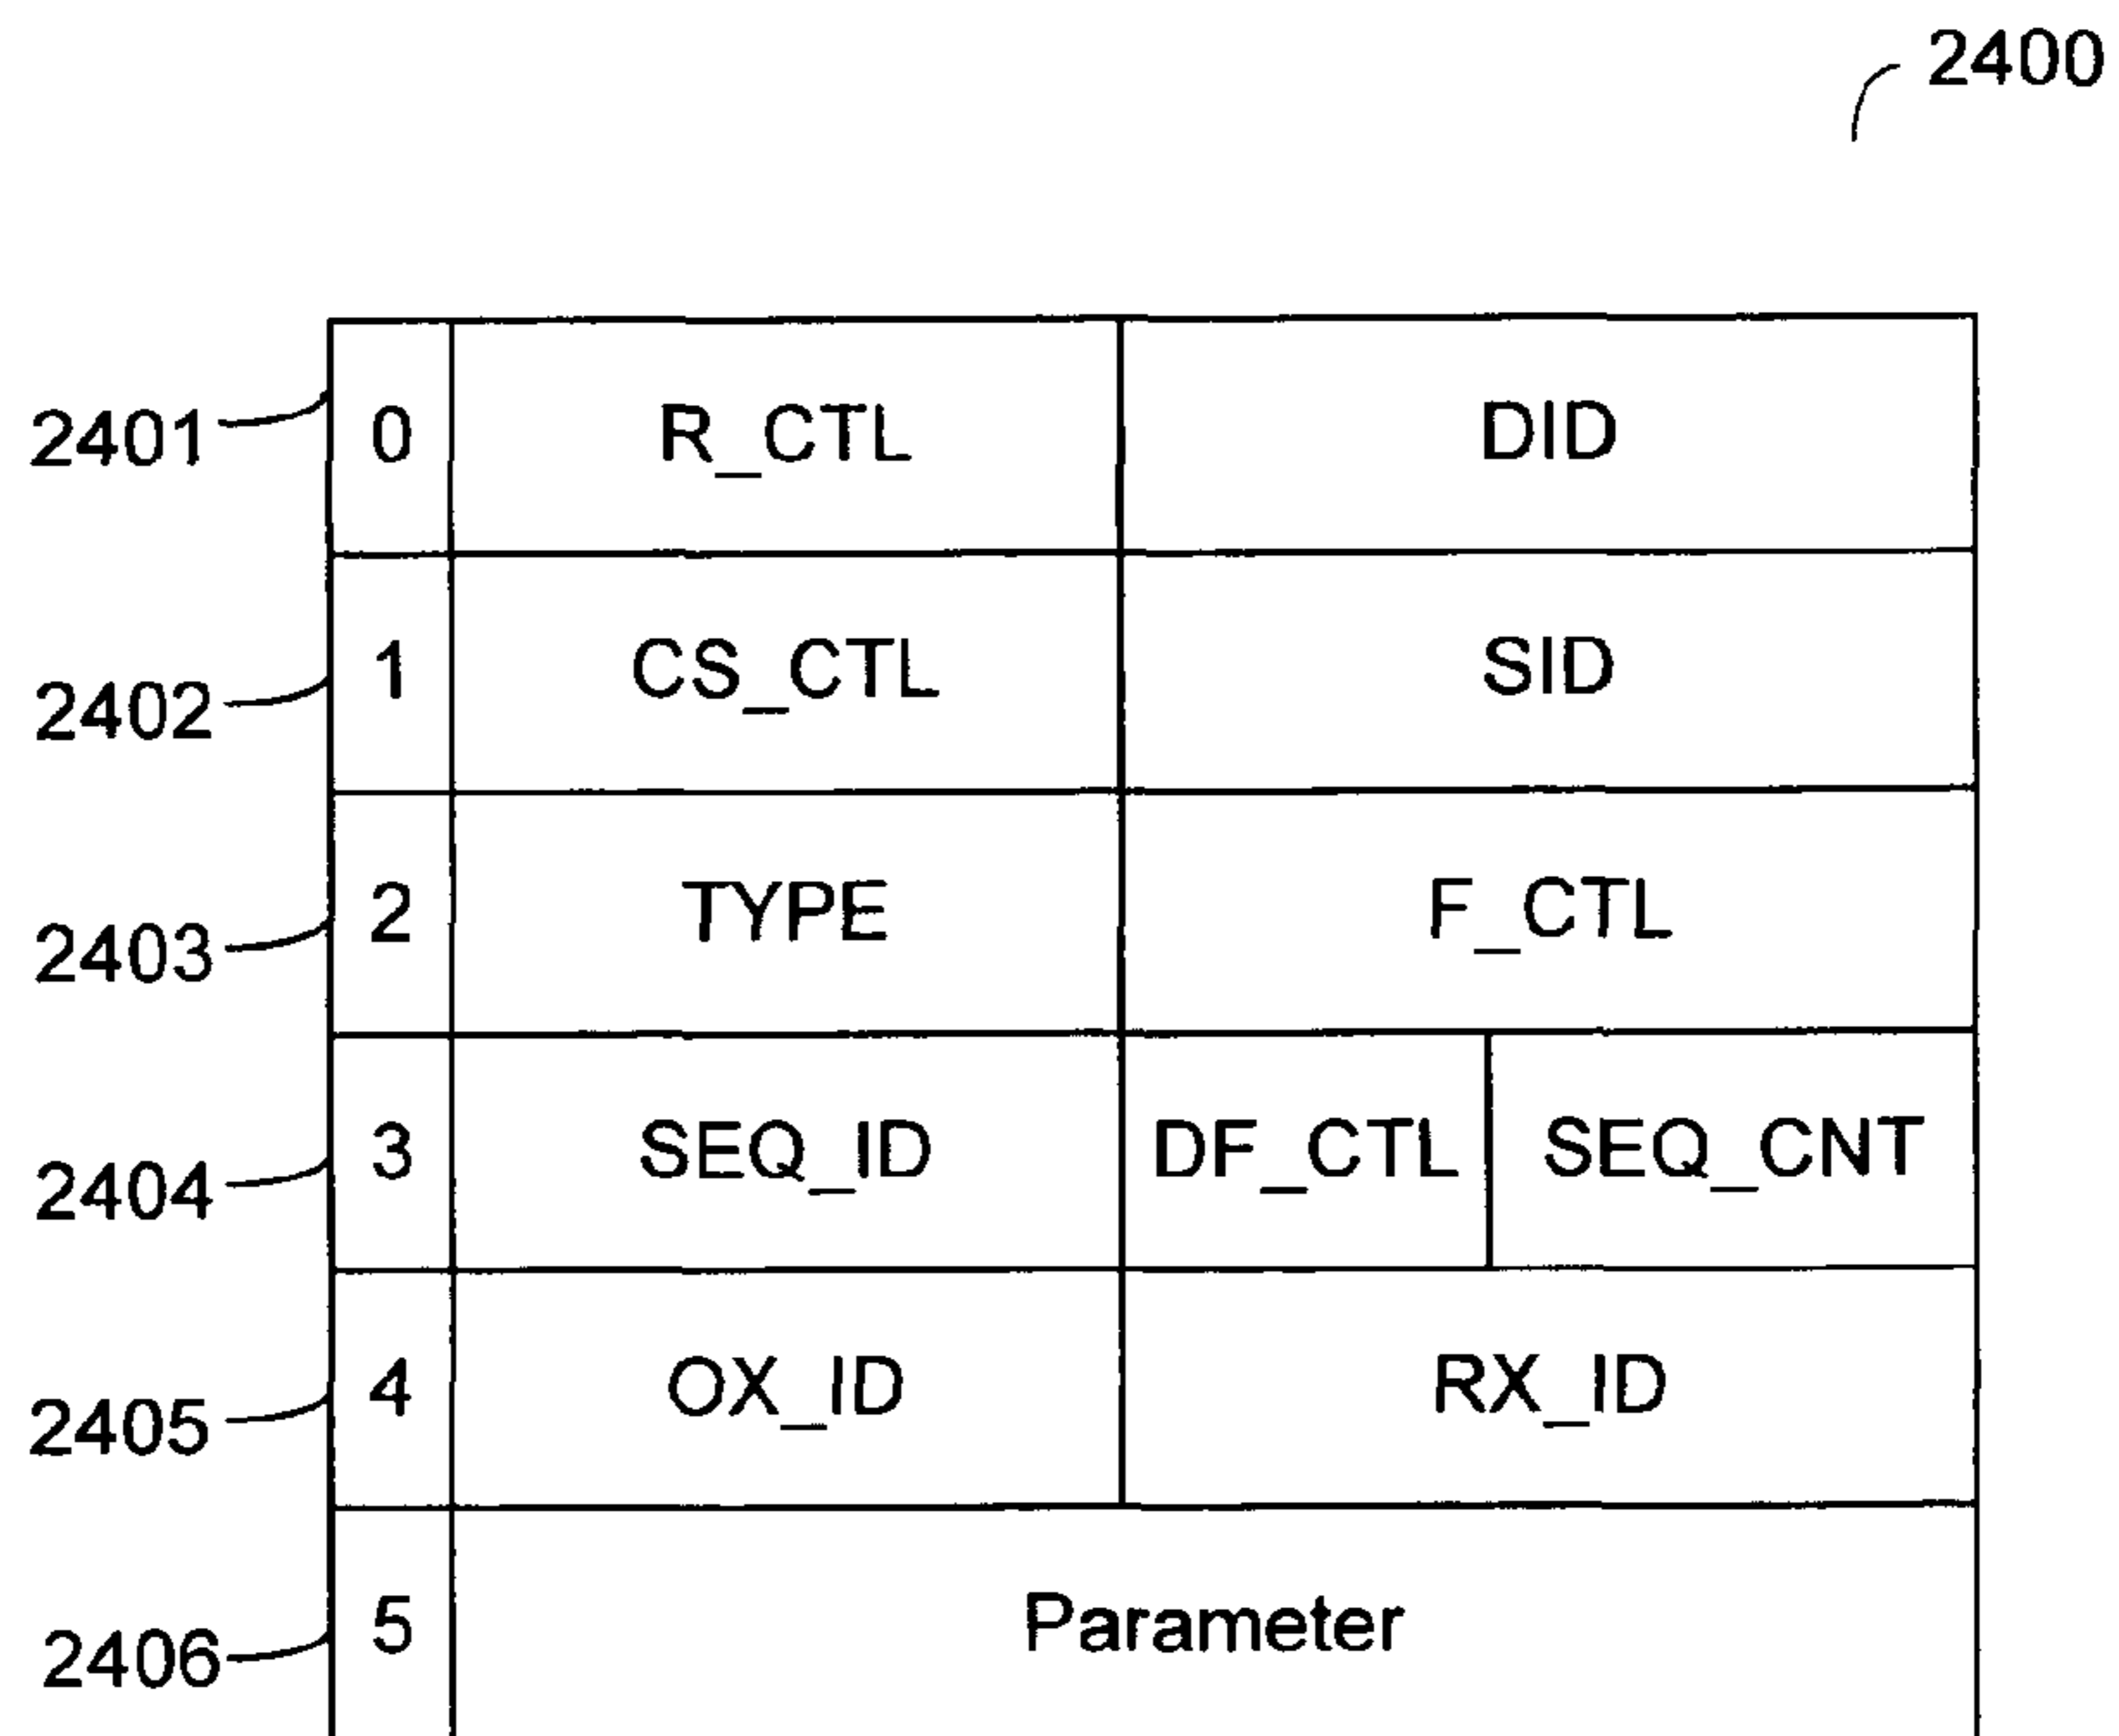 2400
2401 0 R_CTL DID
2402 1 CS_CTL SID
2403 2 TYPE F_CTL
2404 3 SEQ_ID DF_CTL SEQ_CNT
2405 4 OX_ID RX_ID
2406 5 Parameter